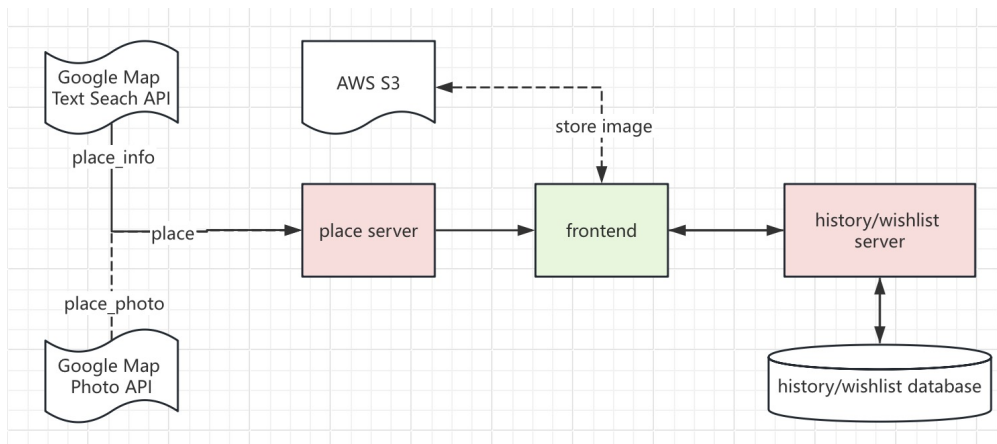 Google Map
Text Seach API
AWS S3
store image
place_info
place
place server
frontend
history/wishlist
server
place_photo
Google Map
Photo API
history/wishlist database